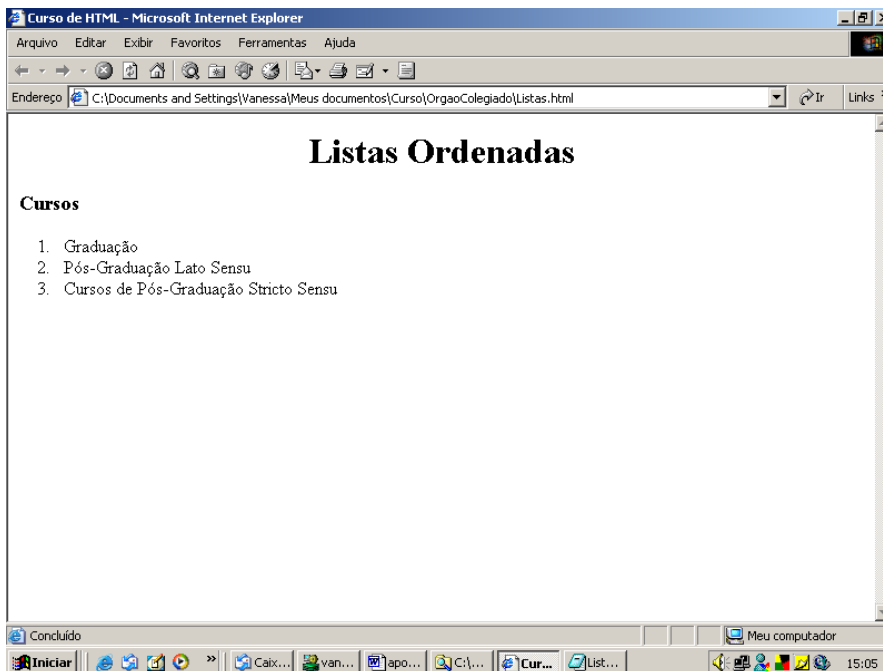 Curso de HTML - Microsoft Internet Explorer
Arquivo Editar Exibir Favoritos Ferramentas Ajuda
Endereço C:\Documents and Settings\Vanessa\Meus documentos\Curso\OrgaoColegiado\Listas.html Ir Links
Listas Ordenadas
Cursos
1. Graduação
2. Pós-Graduação Lato Sensu
3. Cursos de Pós-Graduação Stricto Sensu
Concluído Meu computador
Iniciar » Caix... van... apo... C:\... Cur... List... 15:05